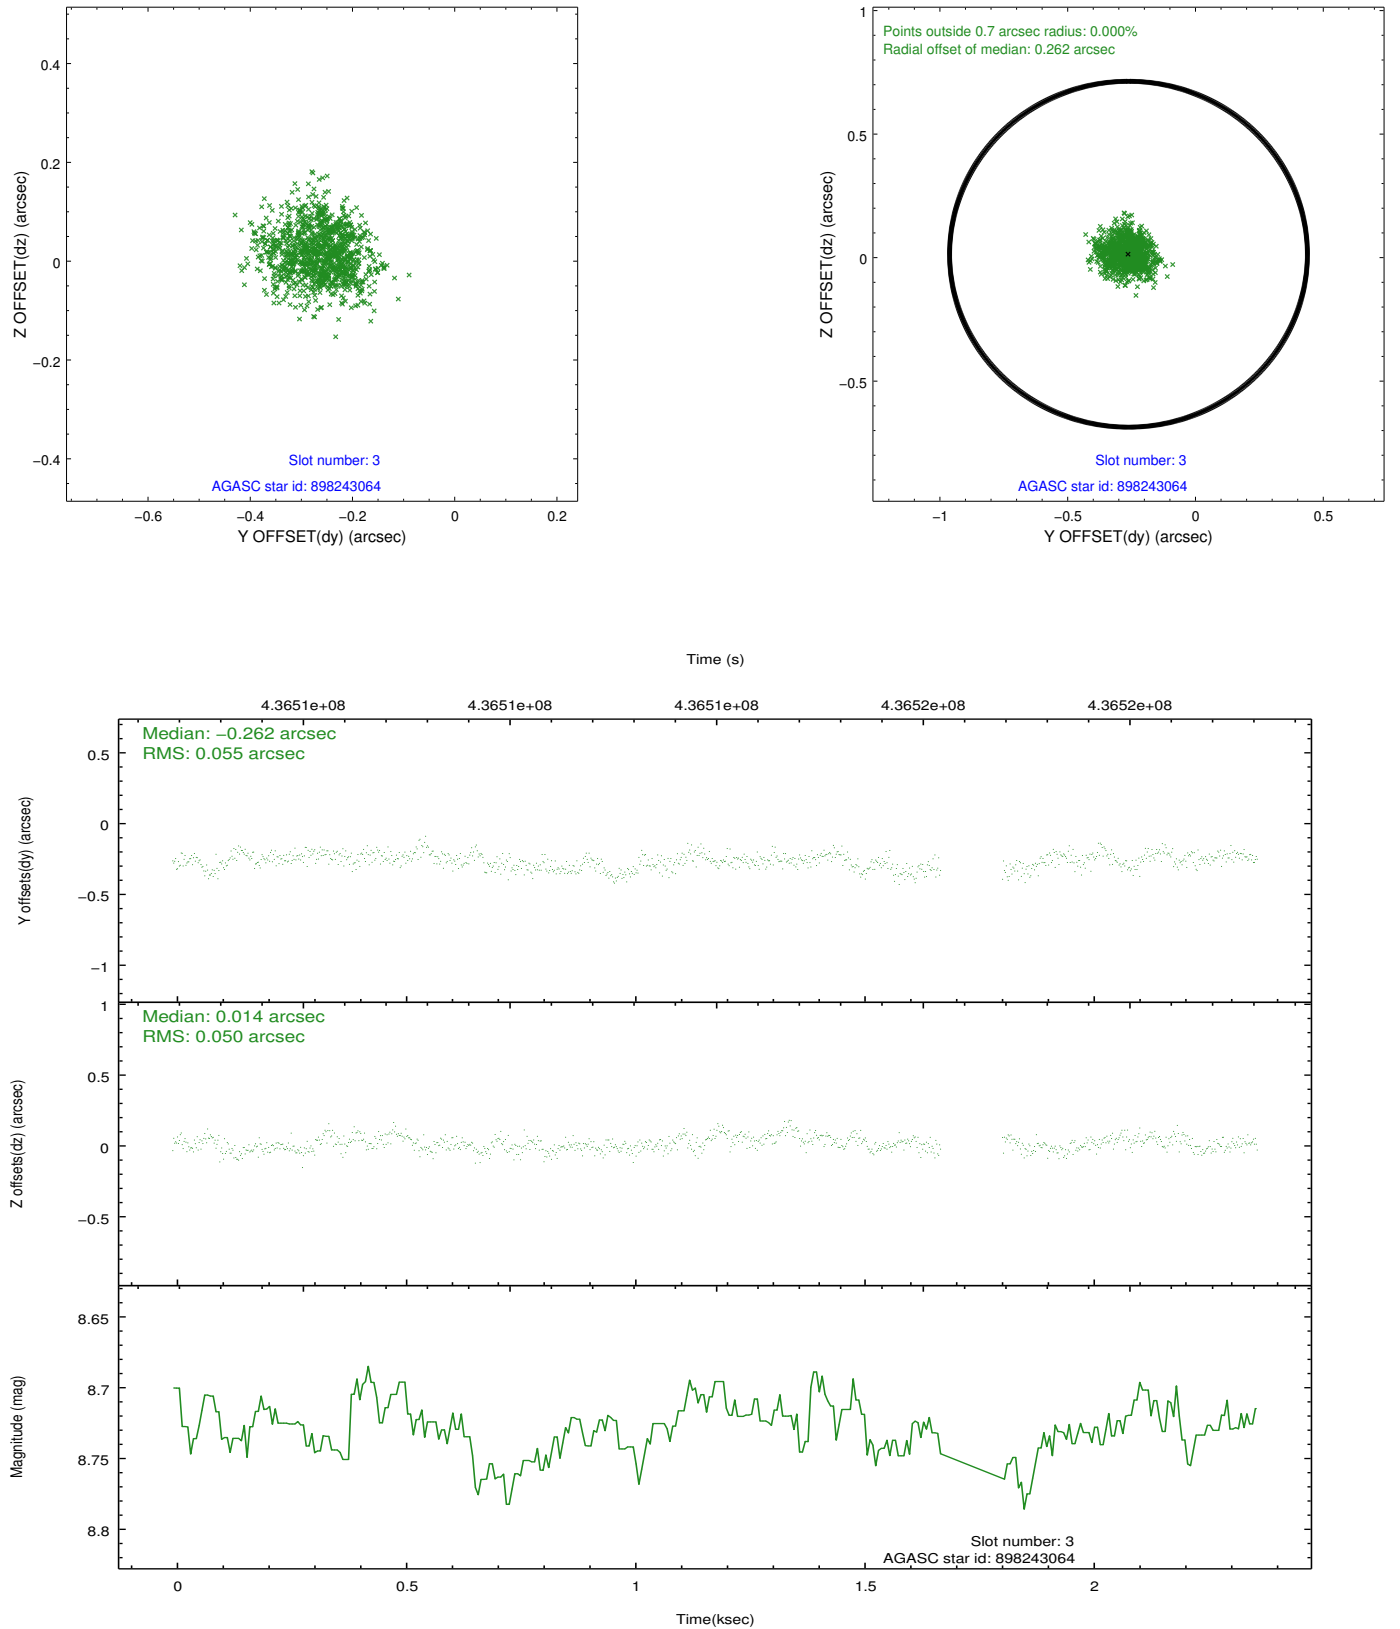 0.4
0.2
0
−0.2
−0.4
Z OFFSET(dz) (arcsec)
Slot number: 3
AGASC star id: 898243064
−0.6
−0.4
−0.2
0
0.2
Y OFFSET(dy) (arcsec)
1
0.5
0
−0.5
Z OFFSET(dz) (arcsec)
Points outside 0.7 arcsec radius: 0.000%
Radial offset of median: 0.262 arcsec
Slot number: 3
AGASC star id: 898243064
−1
−0.5
0
0.5
Y OFFSET(dy) (arcsec)
Time (s)
4.3651e+08
4.3651e+08
4.3651e+08
4.3652e+08
4.3652e+08
Median: −0.262 arcsec
RMS: 0.055 arcsec
0.5
0
−0.5
−1
Y offsets(dy) (arcsec)
Median: 0.014 arcsec
RMS: 0.050 arcsec
1
0.5
0
−0.5
Z offsets(dz) (arcsec)
8.65
8.7
8.75
8.8
Magnitude (mag)
Slot number: 3
AGASC star id: 898243064
0
0.5
1
1.5
2
Time(ksec)